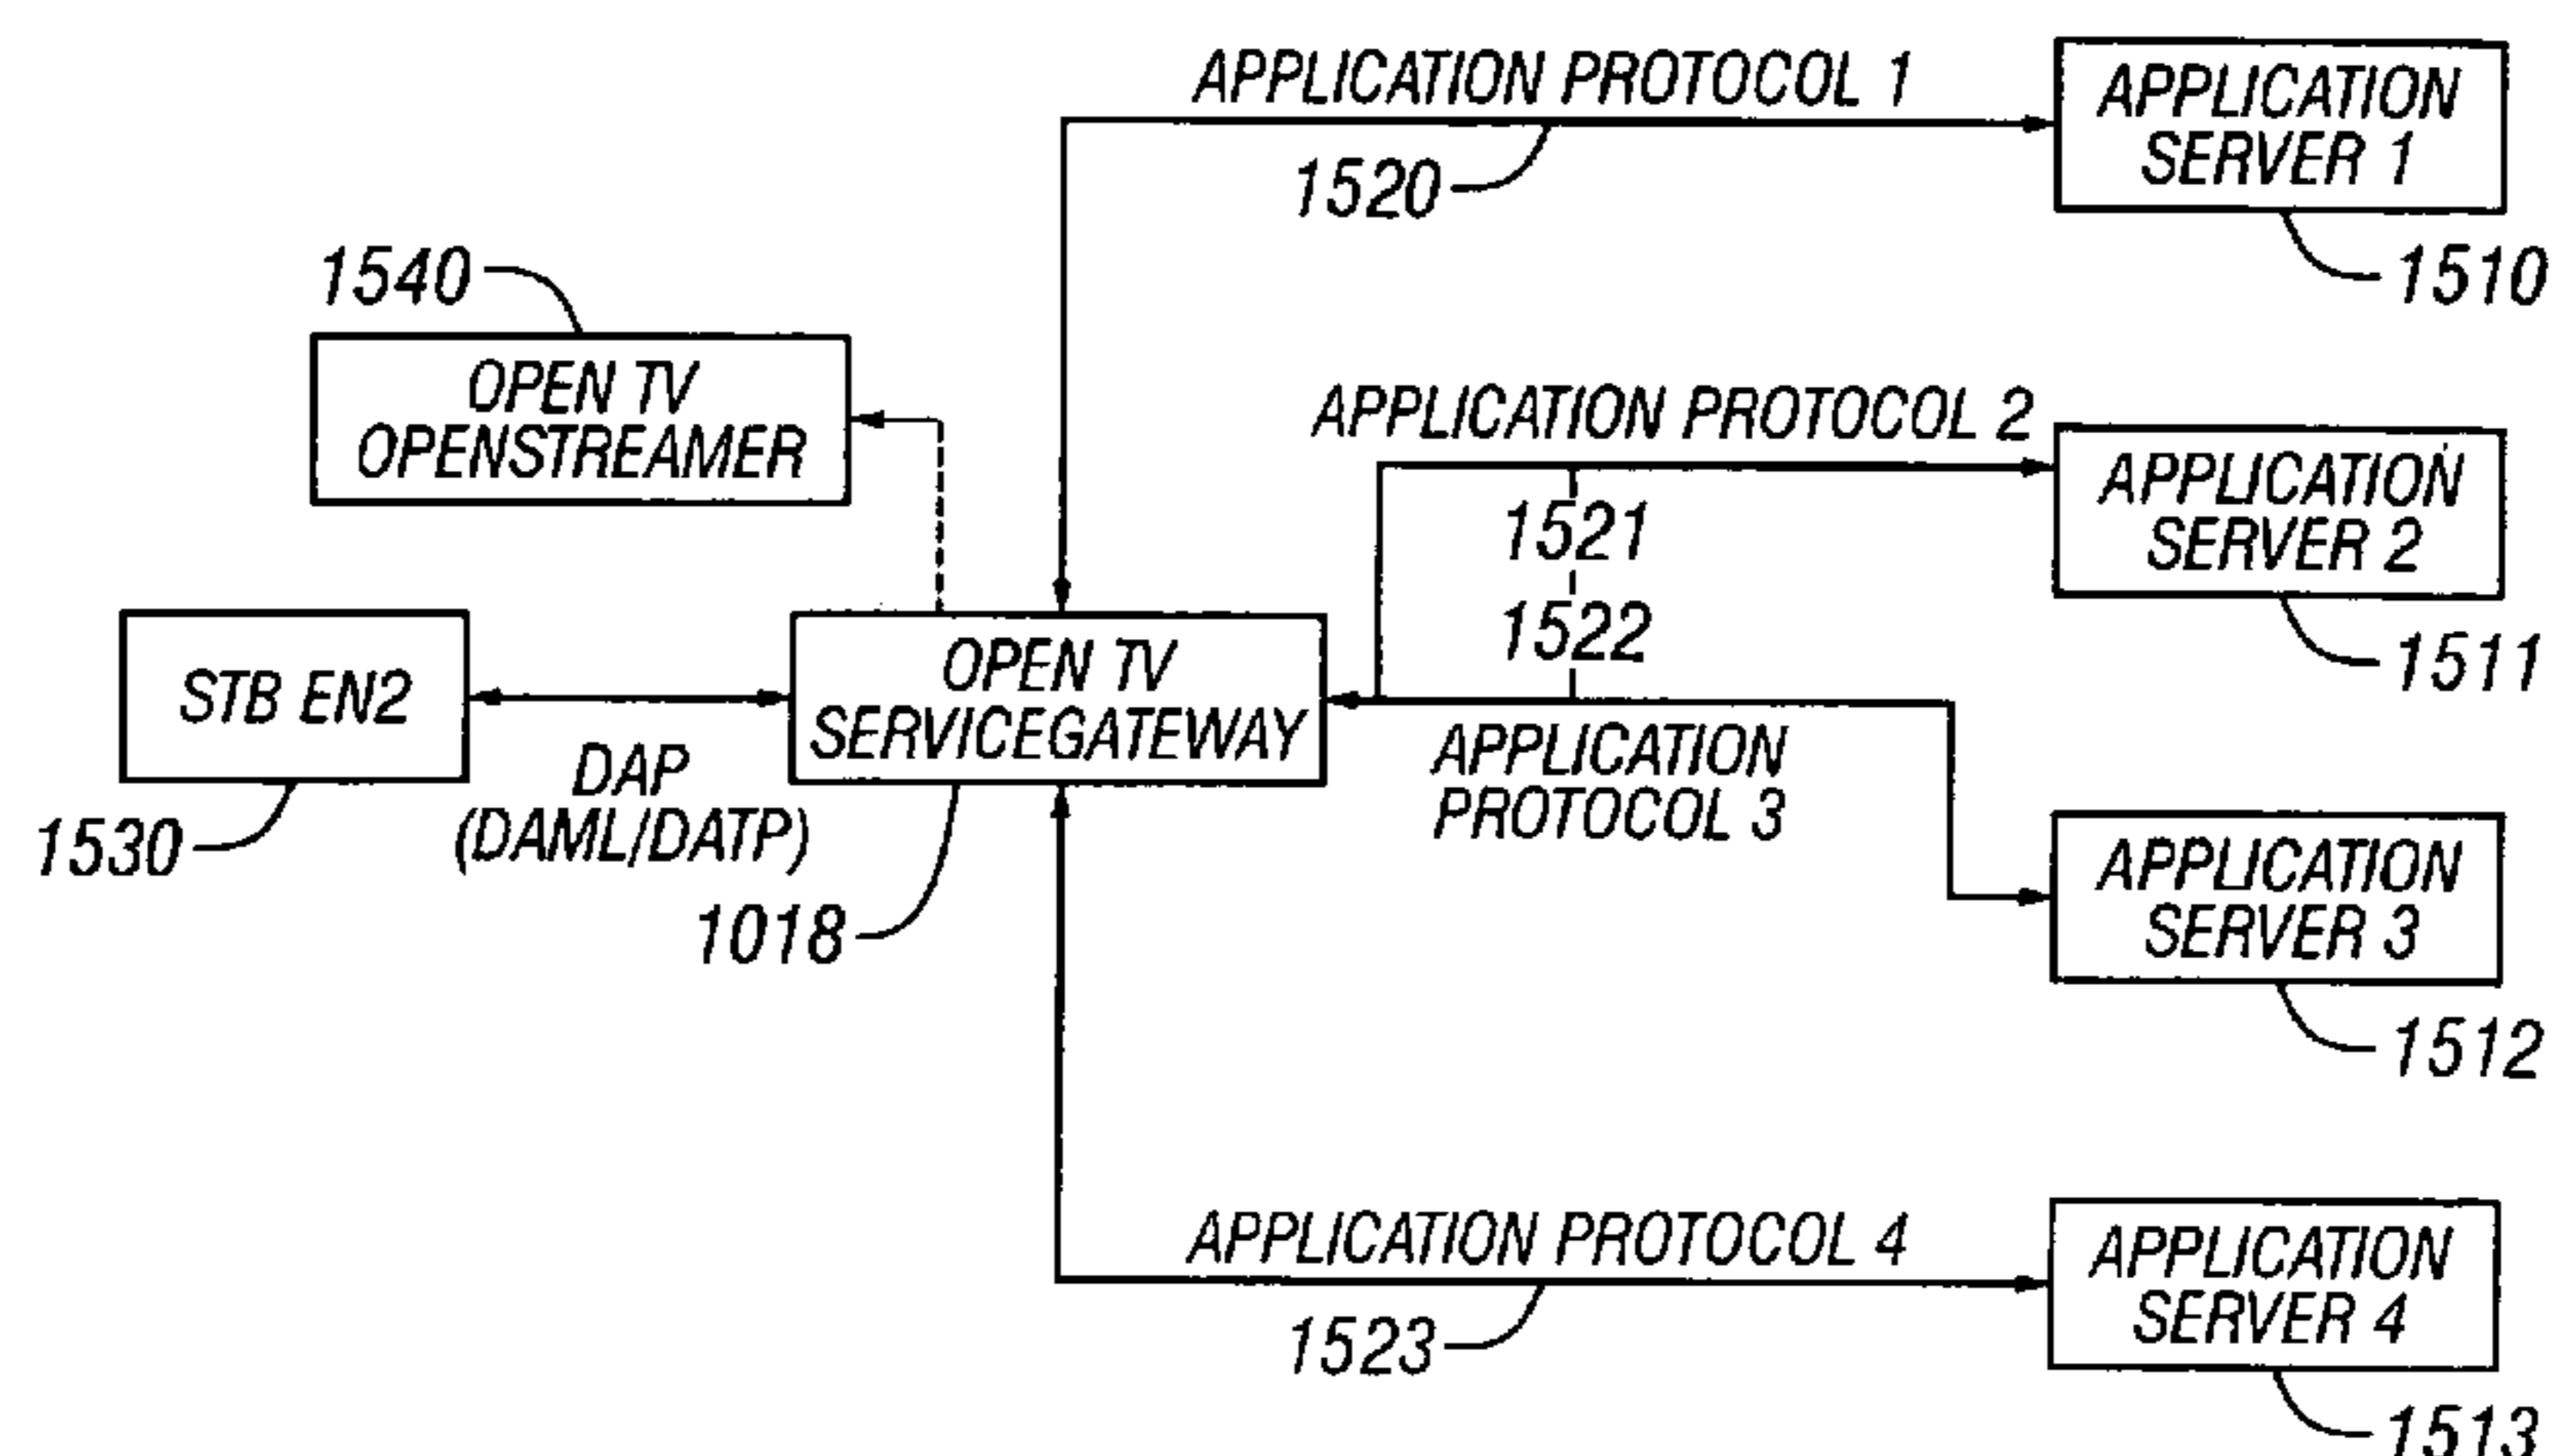 APPLICATION PROTOCOL 1
1520
APPLICATION
SERVER 1
1510
1540
OPEN TV
OPENSTREAMER
APPLICATION PROTOCOL 2
1521
1522
APPLICATION
SERVER 2
1511
STB EN2
1530
DAP
(DAML/DATP)
OPEN TV
SERVICEGATEWAY
1018
APPLICATION
PROTOCOL 3
APPLICATION
SERVER 3
1512
APPLICATION PROTOCOL 4
1523
APPLICATION
SERVER 4
1513